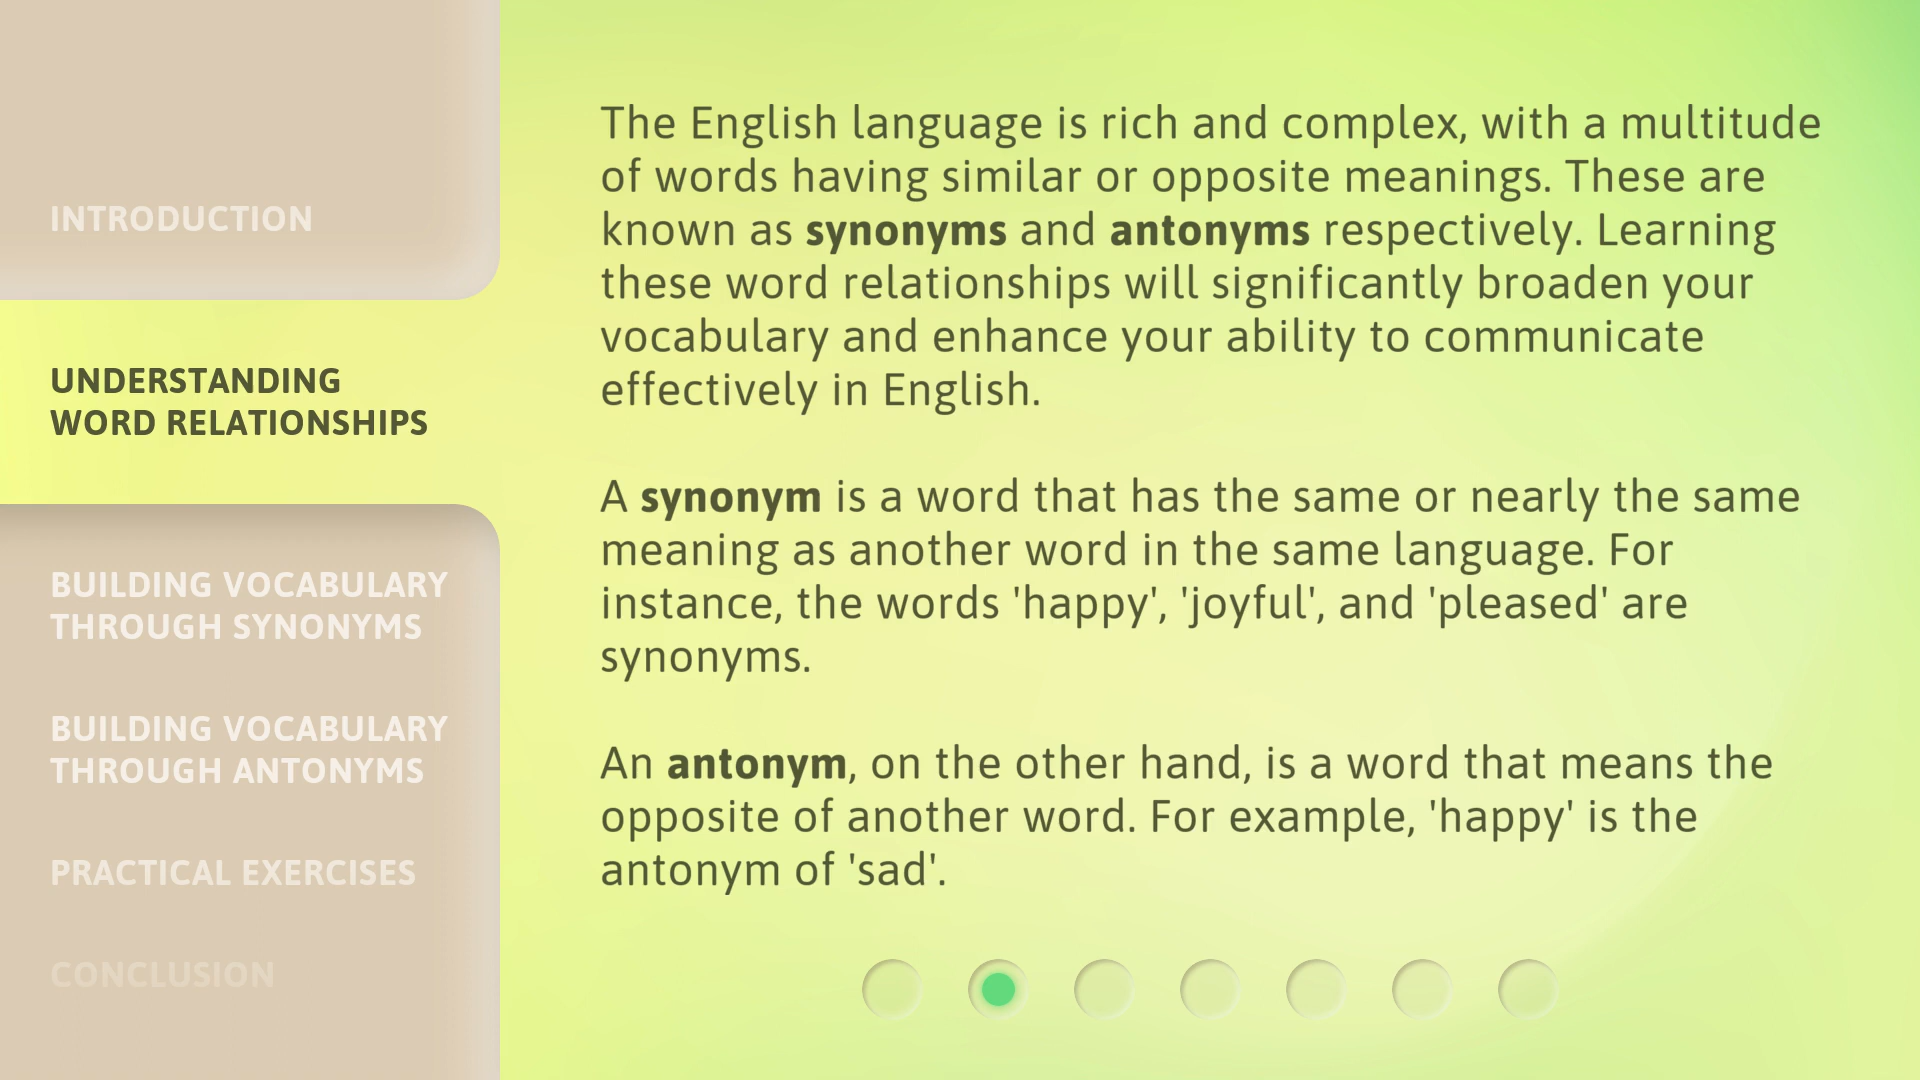 INTRODUCTION
UNDERSTANDING
WORD RELATIONSHIPS
BUILDING VOCABULARY
THROUGH SYNONYMS
BUILDING VOCABULARY
THROUGH ANTONYMS
PRACTICAL EXERCISES
CONCLUSION
The English language is rich and complex, with a multitude
of words having similar or opposite meanings. These are
known as synonyms and antonyms respectively. Learning
these word relationships will significantly broaden your
vocabulary and enhance your ability to communicate
effectively in English.
A synonym is a word that has the same or nearly the same
meaning as another word in the same language. For
instance, the words 'happy', 'joyful', and 'pleased' are
synonyms.
An antonym, on the other hand, is a word that means the
opposite of another word. For example, 'happy' is the
antonym of 'sad'.